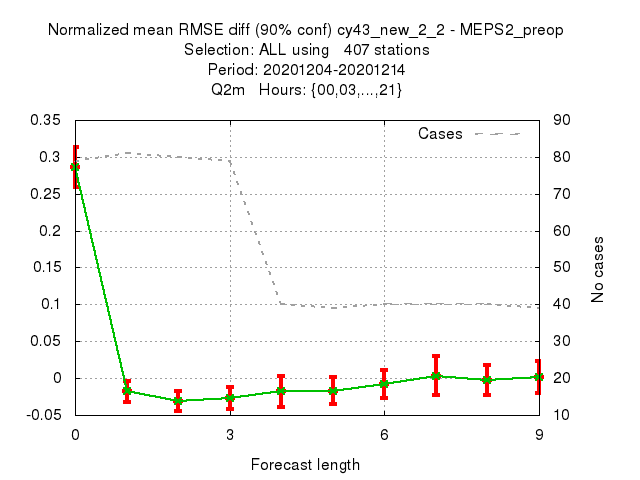 Normalized mean RMSE diff (90% conf) cy43_new_2_2 - MEPS2_preop
Selection: ALL using 407 stations
Period: 20201204-20201214
Q2m Hours: {00,03,...,21}
Cases
0.35
0.3
0.25
0.2
0.15
0.1
0.05
0
-0.05
90
80
70
60
50
40
30
20
10
No cases
0 3 6 9
Forecast length